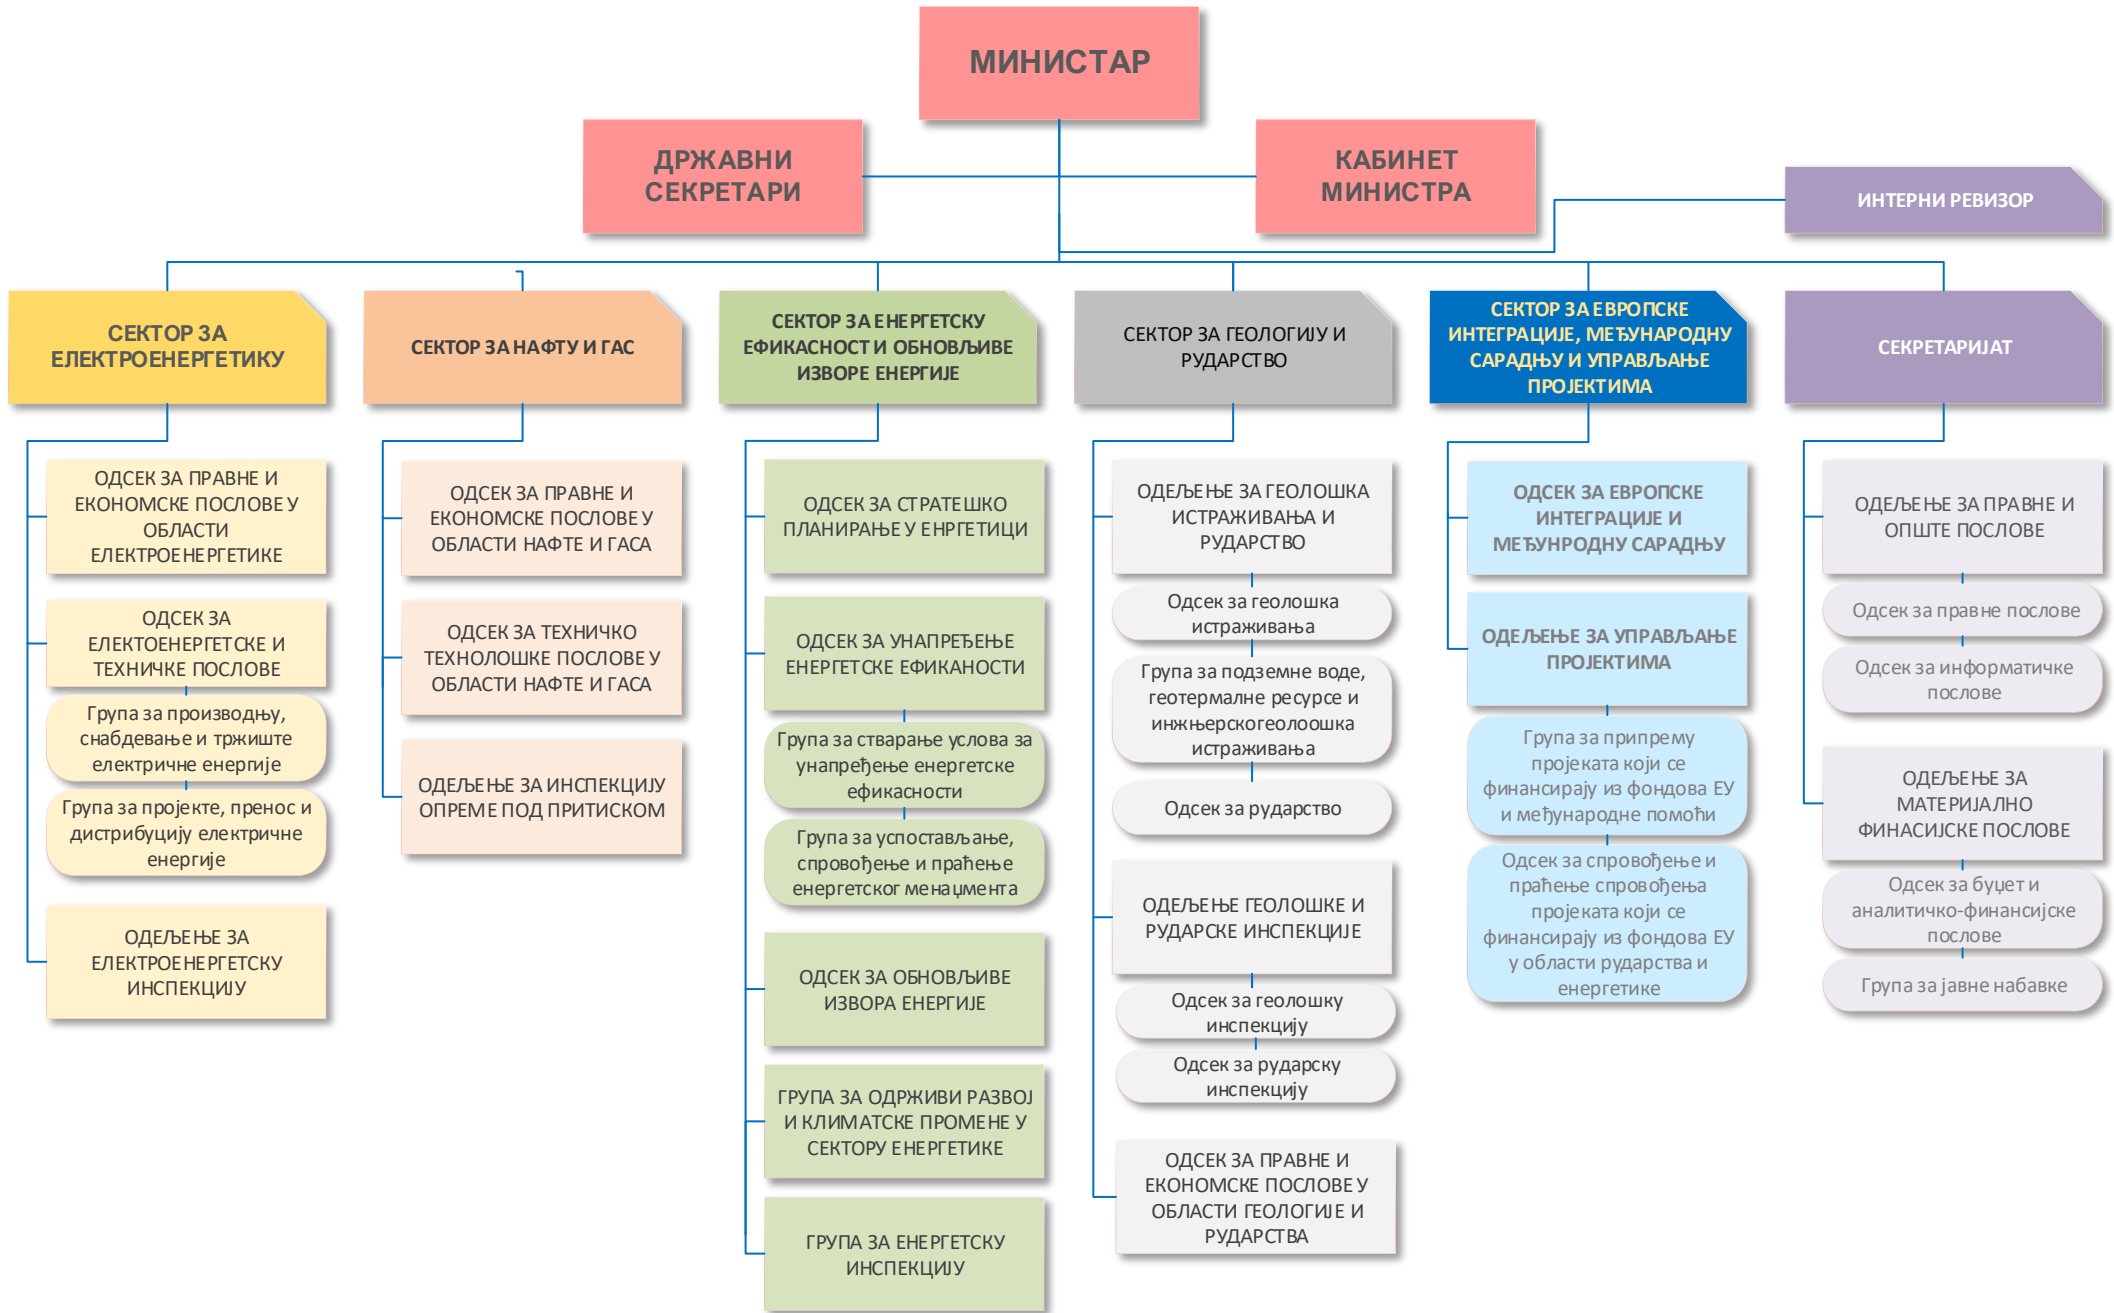 МИНИСТАР
ДРЖАВНИ
СЕКРЕТАРИ
КАБИНЕТ
МИНИСТРА
ИНТЕРНИ РЕВИЗОР
СЕКТОР ЗА
ЕЛЕКТРОЕНЕРГЕТИКУ
СЕКТОР ЗА НАФТУ И ГАС
СЕКТОР ЗА ЕНЕРГЕТСКУ
ЕФИКАСНОСТ И ОБНОВЉИВЕ
ИЗВОРЕ ЕНЕРГИЈЕ
СЕКТОР ЗА ГЕОЛОГИЈУ И
РУДАРСТВО
СЕКТОР ЗА ЕВРОПСКЕ
ИНТЕГРАЦИЈЕ, МЕЂУНАРОДНУ
САРАДЊУ И УПРАВЉАЊЕ
ПРОЈЕКТИМА
СЕКРЕТАРИЈАТ
ОДСЕК ЗА ПРАВНЕ И
ЕКОНОМСКЕ ПОСЛОВЕ У
ОБЛАСТИ
ЕЛЕКТРОЕНЕРГЕТИКЕ
ОДСЕК ЗА
ЕЛЕКТОЕНЕРГЕТСКЕ И
ТЕХНИЧКЕ ПОСЛОВЕ
Група за производњу,
снабдевање и тржиште
електричне енергије
Група за пројекте, пренос и
дистрибуцију електричне
енергије
ОДЕЉЕЊЕ ЗА
ЕЛЕКТРОЕНЕРГЕТСКУ
ИНСПЕКЦИЈУ
ОДСЕК ЗА ПРАВНЕ И
ЕКОНОМСКЕ ПОСЛОВЕ У
ОБЛАСТИ НАФТЕ И ГАСА
ОДСЕК ЗА ТЕХНИЧКО
ТЕХНОЛОШКЕ ПОСЛОВЕ У
ОБЛАСТИ НАФТЕ И ГАСА
ОДЕЉЕЊЕ ЗА ИНСПЕКЦИЈУ
ОПРЕМЕ ПОД ПРИТИСКОМ
ОДСЕК ЗА СТРАТЕШКО
ПЛАНИРАЊЕ У ЕНРГЕТИЦИ
ОДСЕК ЗА УНАПРЕЂЕЊЕ
ЕНЕРГЕТСКЕ ЕФИКАНОСТИ
Група за стварање услова за
унапређење енергетске
ефикасности
Група за успостављање,
спровођење и праћење
енергетског менаџмента
ОДСЕК ЗА ОБНОВЉИВЕ
ИЗВОРА ЕНЕРГИЈЕ
ГРУПА ЗА ОДРЖИВИ РАЗВОЈ
И КЛИМАТСКЕ ПРОМЕНЕ У
СЕКТОРУ ЕНЕРГЕТИКЕ
ГРУПА ЗА ЕНЕРГЕТСКУ
ИНСПЕКЦИЈУ
ОДЕЉЕЊЕ ЗА ГЕОЛОШКА
ИСТРАЖИВАЊА И
РУДАРСТВО
Одсек за геолошка
истраживања
Група за подземне воде,
геотермалне ресурсе и
инжњерскогеолоошка
истраживања
Одсек за рударство
ОДЕЉЕЊЕ ГЕОЛОШКЕ И
РУДАРСКЕ ИНСПЕКЦИЈЕ
Одсек за геолошку
инспекцију
Одсек за рударску
инспекцију
ОДСЕК ЗА ПРАВНЕ И
ЕКОНОМСКЕ ПОСЛОВЕ У
ОБЛАСТИ ГЕОЛОГИЈЕ И
РУДАРСТВА
ОДСЕК ЗА ЕВРОПСКЕ
ИНТЕГРАЦИЈЕ И
МЕЂУНРОДНУ САРАДЊУ
ОДЕЉЕЊЕ ЗА УПРАВЉАЊЕ
ПРОЈЕКТИМА
Група за припрему
пројеката који се
финансирају из фондова ЕУ
и међународне помоћи
Одсек за спровођење и
праћење спровођења
пројеката који се
финансирају из фондова ЕУ
у области рударства и
енергетике
ОДЕЉЕЊЕ ЗА ПРАВНЕ И
ОПШТЕ ПОСЛОВЕ
Одсек за правне послове
Одсек за информатичке
послове
ОДЕЉЕЊЕ ЗА
МАТЕРИЈАЛНО
ФИНАСИЈСКЕ ПОСЛОВЕ
Одсек за буџет и
аналитичко-финансијске
послове
Група за јавне набавке